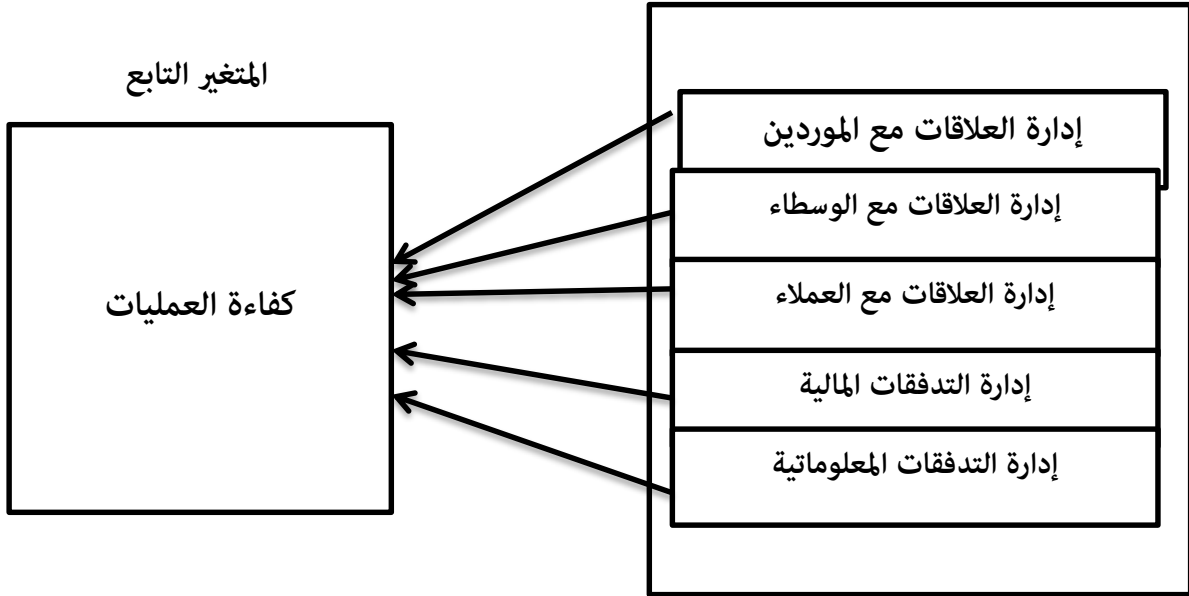 المتغير التابع
إدارة العلاقات مع الموردين
إدارة العلاقات مع الوسطاء
إدارة العلاقات مع العملاء
إدارة التدفقات المالية
إدارة التدفقات المعلوماتية
كفاءة العمليات